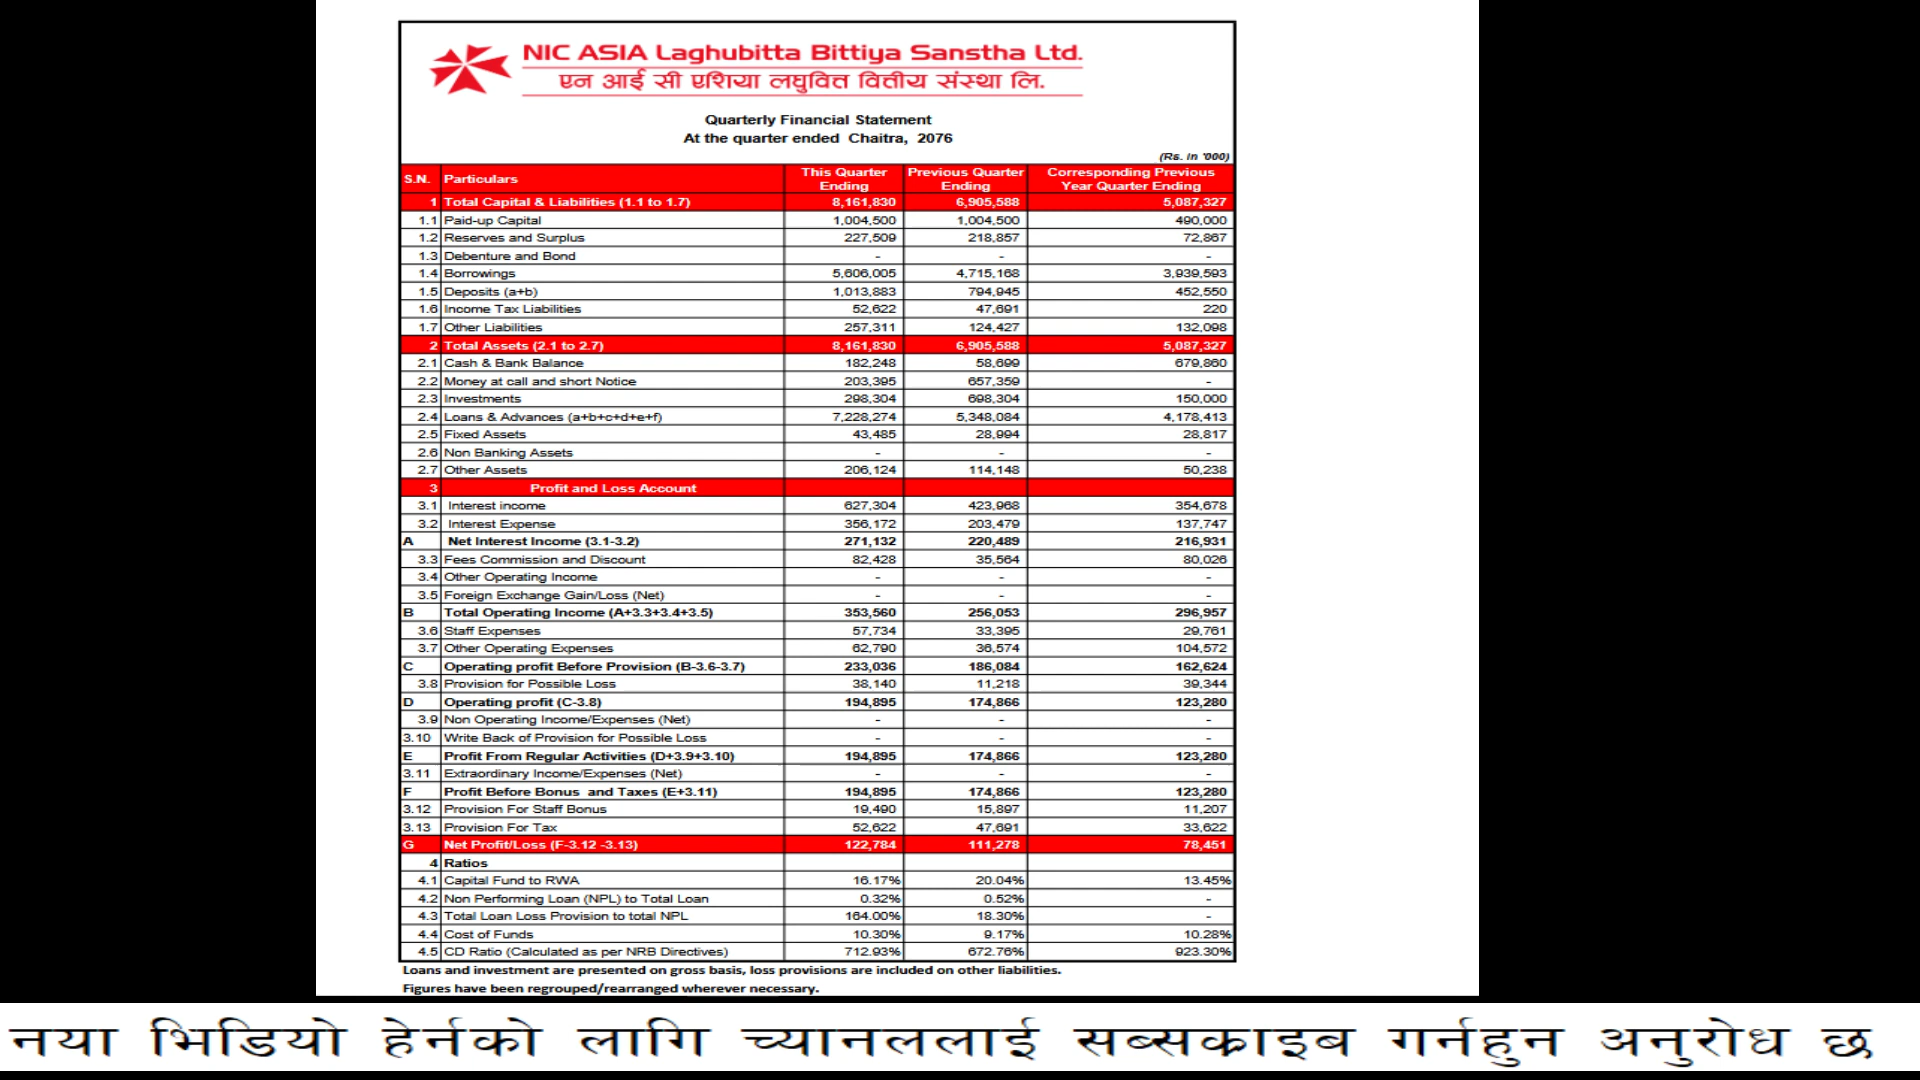 NIC ASIA Laghubitta Bittiya Sanstha Ltd.
एन आई सी एशिया लघुवित्त वित्तीय संस्था लि.
Quarterly Financial Statement
At the quarter ended Chaitra, 2076
(Rs. in '000)
S.N. Particulars This Quarter Ending Previous Quarter Ending Corresponding Previous Year Quarter Ending
1 Total Capital & Liabilities (1.1 to 1.7) 8,161,830 6,905,588 5,087,327
1.1 Paid-up Capital 1,004,500 1,004,500 490,000
1.2 Reserves and Surplus 227,509 218,857 72,867
1.3 Debenture and Bond - - -
1.4 Borrowings 5,606,005 4,715,168 3,939,593
1.5 Deposits (a+b) 1,013,883 794,945 452,550
1.6 Income Tax Liabilities 52,622 47,691 220
1.7 Other Liabilities 257,311 124,427 132,098
2 Total Assets (2.1 to 2.7) 8,161,830 6,905,588 5,087,327
2.1 Cash & Bank Balance 182,248 58,699 679,860
2.2 Money at call and short Notice 203,395 657,359 -
2.3 Investments 298,304 698,304 150,000
2.4 Loans & Advances (a+b+c+d+e+f) 7,228,274 5,348,084 4,178,413
2.5 Fixed Assets 43,485 28,994 28,817
2.6 Non Banking Assets - - -
2.7 Other Assets 206,124 114,148 50,238
3 Profit and Loss Account
3.1 Interest income 627,304 423,968 354,678
3.2 Interest Expense 356,172 203,479 137,747
A Net Interest Income (3.1-3.2) 271,132 220,489 216,931
3.3 Fees Commission and Discount 82,428 35,564 80,026
3.4 Other Operating Income - - -
3.5 Foreign Exchange Gain/Loss (Net) - - -
B Total Operating Income (A+3.3+3.4+3.5) 353,560 256,053 296,957
3.6 Staff Expenses 57,734 33,395 29,761
3.7 Other Operating Expenses 62,790 36,574 104,572
C Operating profit Before Provision (B-3.6-3.7) 233,036 186,084 162,624
3.8 Provision for Possible Loss 38,140 11,218 39,344
D Operating profit (C-3.8) 194,895 174,866 123,280
3.9 Non Operating Income/Expenses (Net) - - -
3.10 Write Back of Provision for Possible Loss - - -
E Profit From Regular Activities (D+3.9+3.10) 194,895 174,866 123,280
3.11 Extraordinary Income/Expenses (Net) - - -
F Profit Before Bonus and Taxes (E+3.11) 194,895 174,866 123,280
3.12 Provision For Staff Bonus 19,490 15,897 11,207
3.13 Provision For Tax 52,622 47,691 33,622
G Net Profit/Loss (F-3.12 -3.13) 122,784 111,278 78,451
4 Ratios
4.1 Capital Fund to RWA 16.17% 20.04% 13.45%
4.2 Non Performing Loan (NPL) to Total Loan 0.32% 0.52% -
4.3 Total Loan Loss Provision to total NPL 164.00% 18.30% -
4.4 Cost of Funds 10.30% 9.17% 10.28%
4.5 CD Ratio (Calculated as per NRB Directives) 712.93% 672.76% 923.30%
Loans and investment are presented on gross basis, loss provisions are included on other liabilities.
Figures have been regrouped/rearranged wherever necessary.
नया भिडियो हेर्नको लागि च्यानललाई सब्सक्राइब गर्नहुन अनुरोध छ